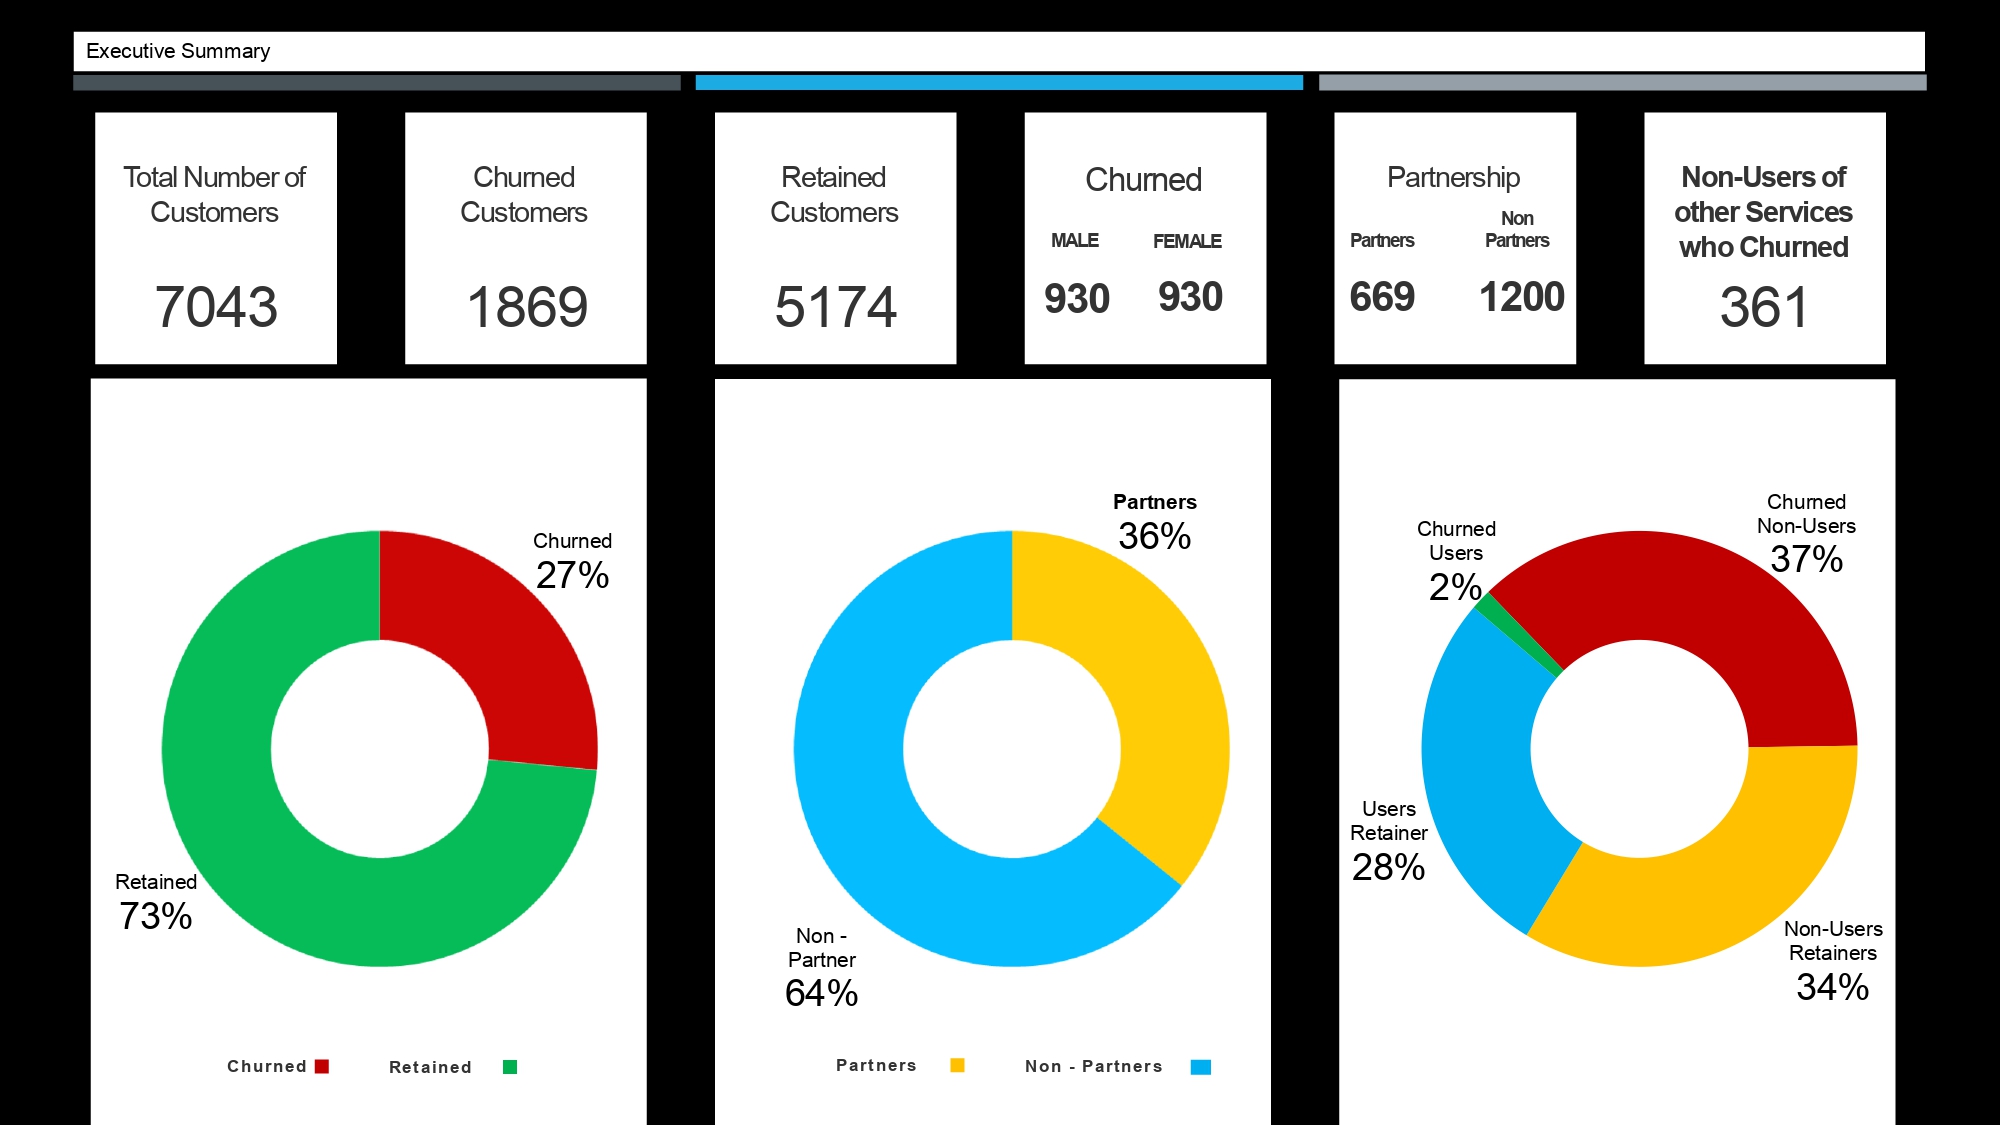 Executive Summary
Total Number of
Customers
7043
Churned
Customers
1869
Retained
Customers
5174
Churned
MALE FEMALE
930 930
Partnership
Partners Non
Partners
669 1200
Non-Users of
other Services
who Churned
361
Churned
27%
Retained
73%
Churned Retained
Partners
36%
Non -
Partner
64%
Partners Non - Partners
Churned
Users
2%
Churned
Non-Users
37%
Users
Retainer
28%
Non-Users
Retainers
34%